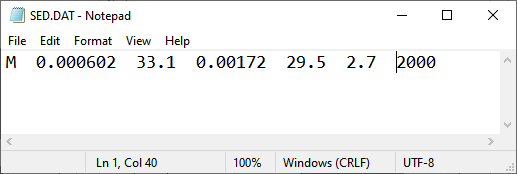 SED.DAT - Notepad
File Edit Format View Help
M  0.000602  33.1  0.00172  29.5  2.7  2000
Ln 1, Col 40 100% Windows (CRLF) UTF-8